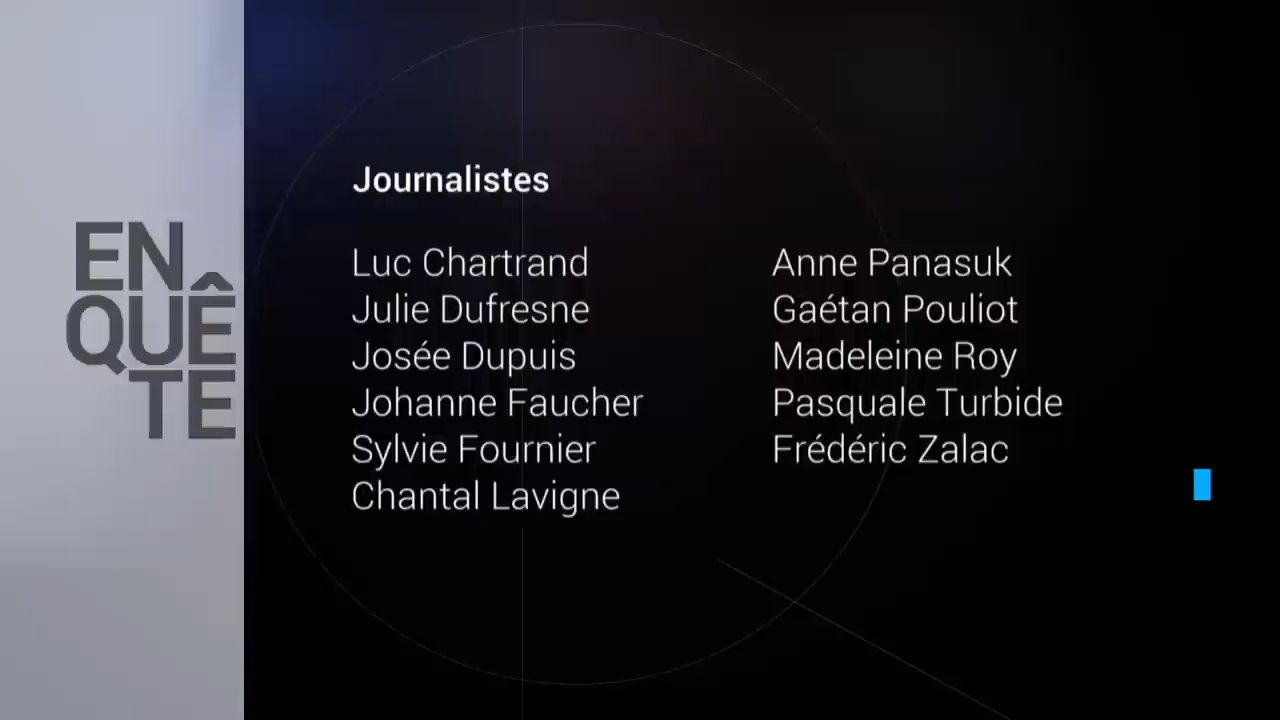 EN
QUÊ
TE
Journalistes
Luc Chartrand
Julie Dufresne
Josée Dupuis
Johanne Faucher
Sylvie Fournier
Chantal Lavigne
Anne Panasuk
Gaétan Pouliot
Madeleine Roy
Pasquale Turbide
Frédéric Zalac